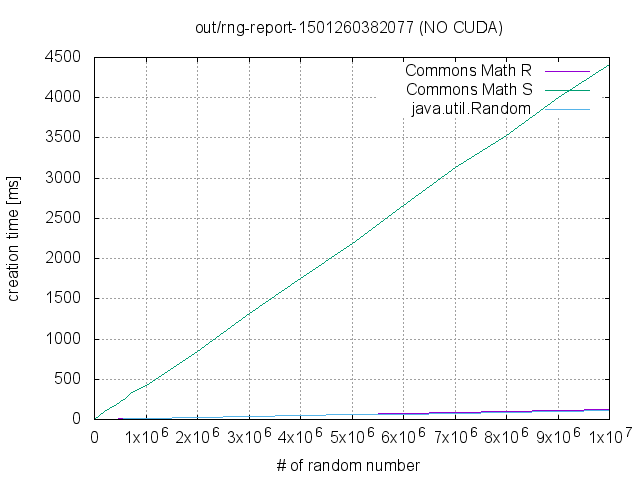 out/rng-report-1501260382077 (NO CUDA)
4500
4000
3500
3000
2500
2000
1500
1000
500
0
creation time [ms]
Commons Math R
Commons Math S
java.util.Random
0 1x10^6 2x10^6 3x10^6 4x10^6 5x10^6 6x10^6 7x10^6 8x10^6 9x10^6 1x10^7
# of random number